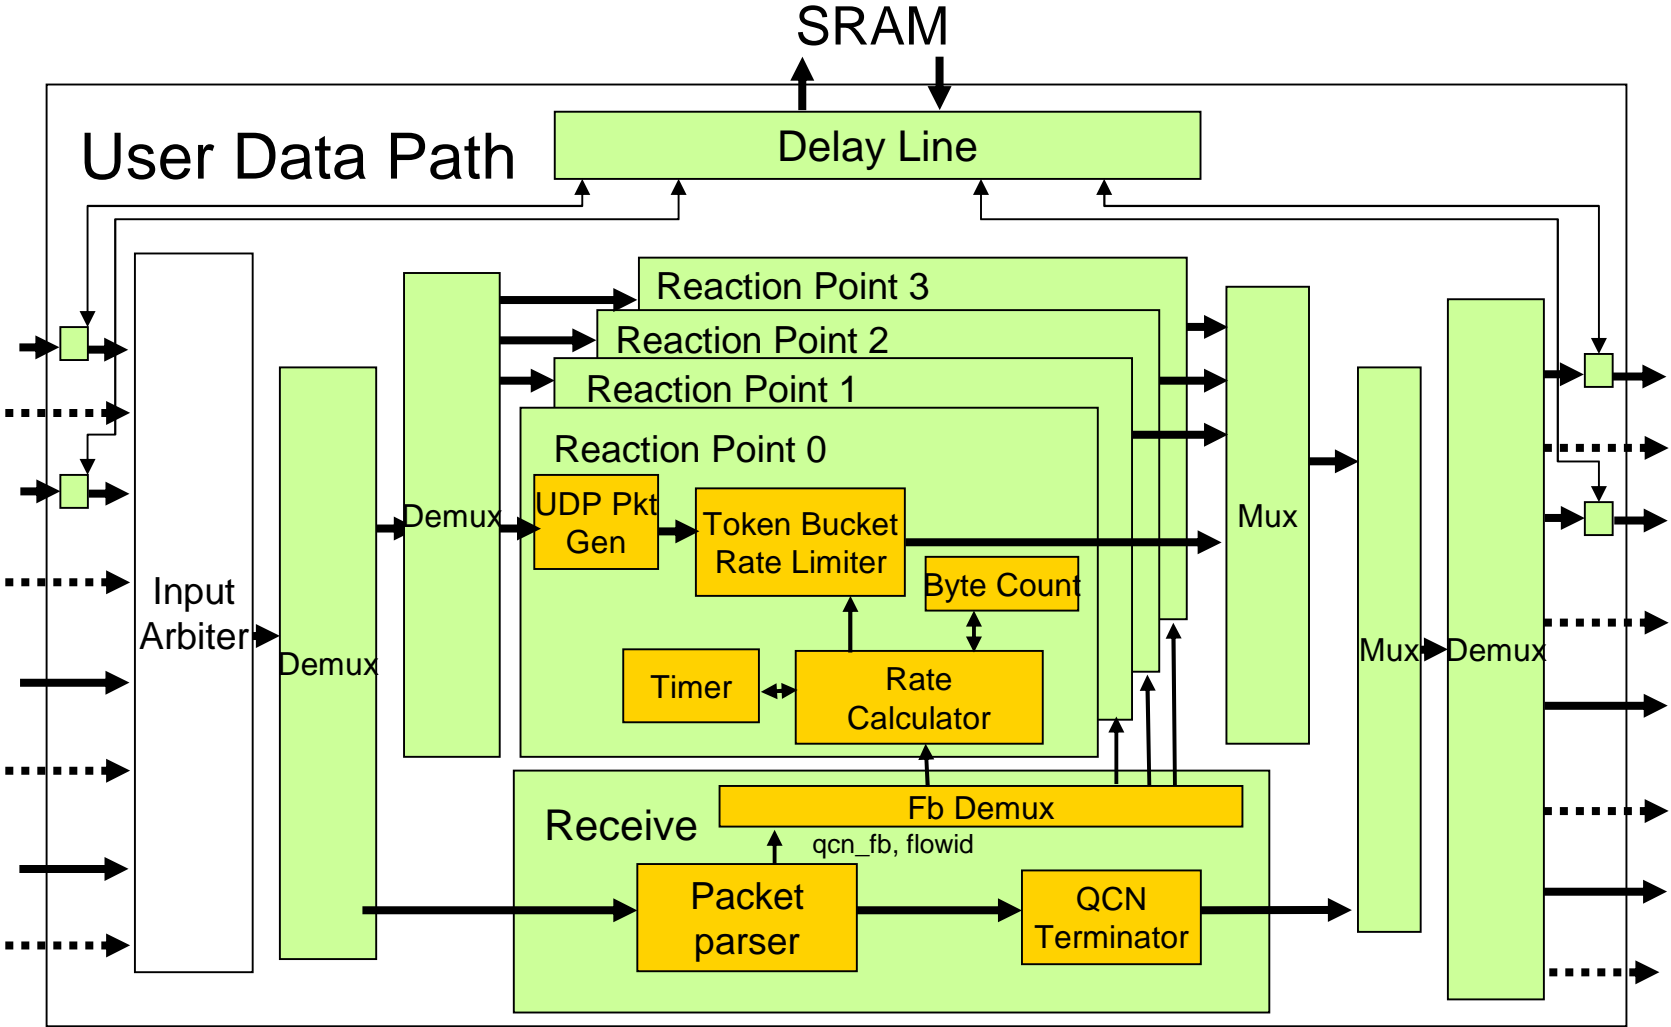 SRAM
User Data Path
Delay Line
Reaction Point 3
Reaction Point 2
Reaction Point 1
Reaction Point 0
UDP Pkt
Gen
Token Bucket
Rate Limiter
Byte Count
Timer
Rate
Calculator
Input
Arbiter
Demux
Demux
Mux
Mux
Demux
Receive
Fb Demux
qcn_fb, flowid
Packet
parser
QCN
Terminator